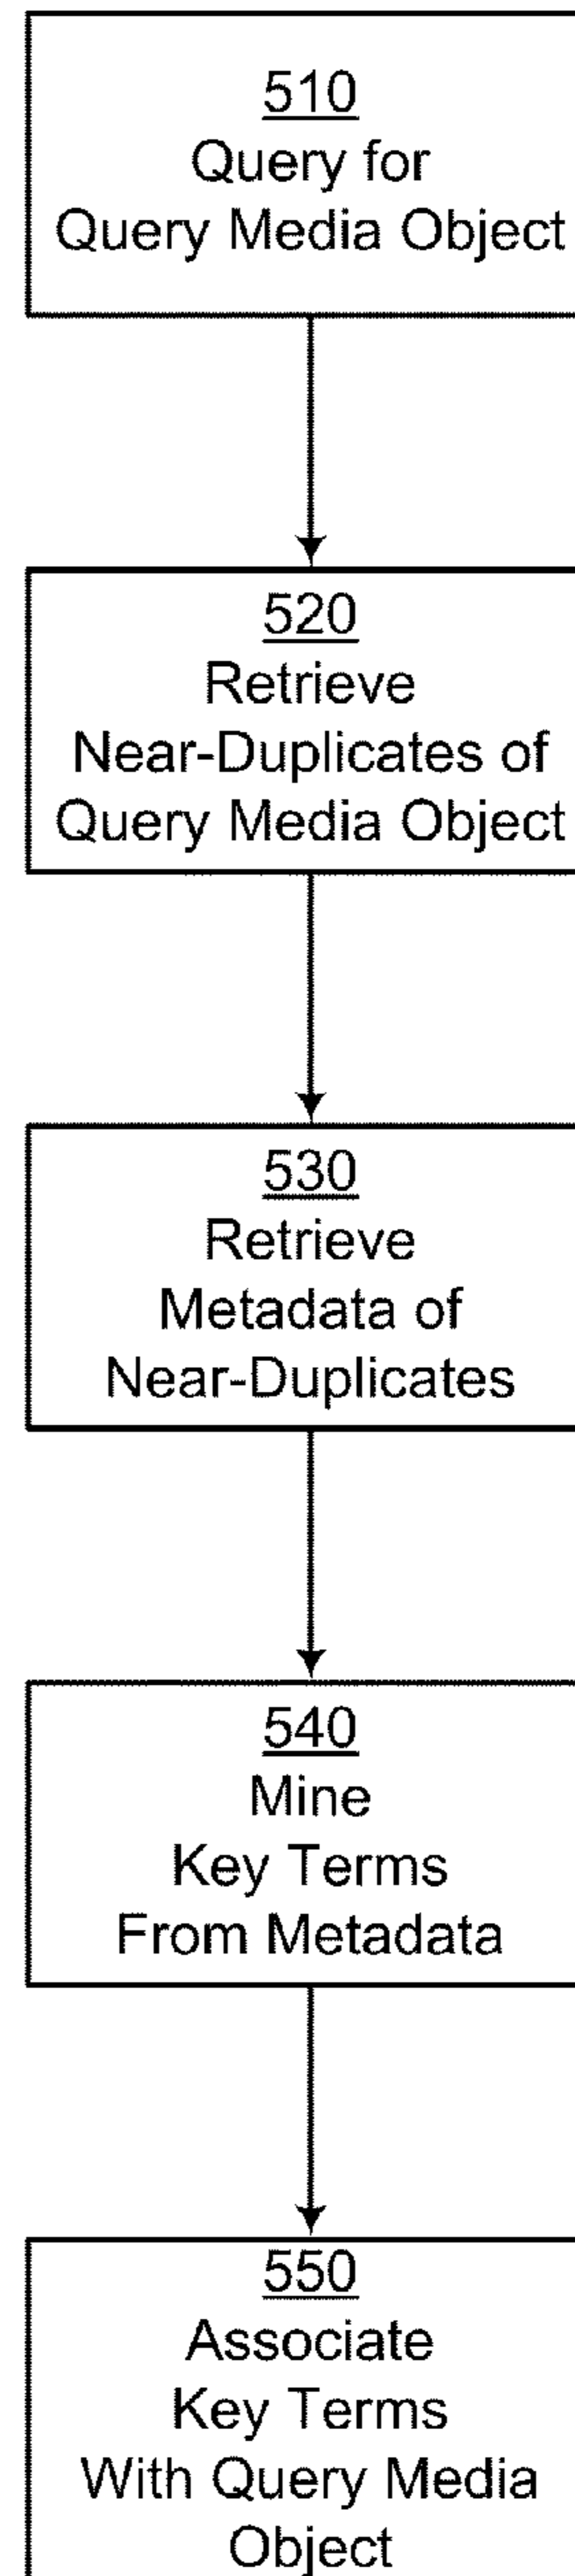 510
Query for
Query Media Object
520
Retrieve
Near-Duplicates of
Query Media Object
530
Retrieve
Metadata of
Near-Duplicates
540
Mine
Key Terms
From Metadata
550
Associate
Key Terms
With Query Media
Object